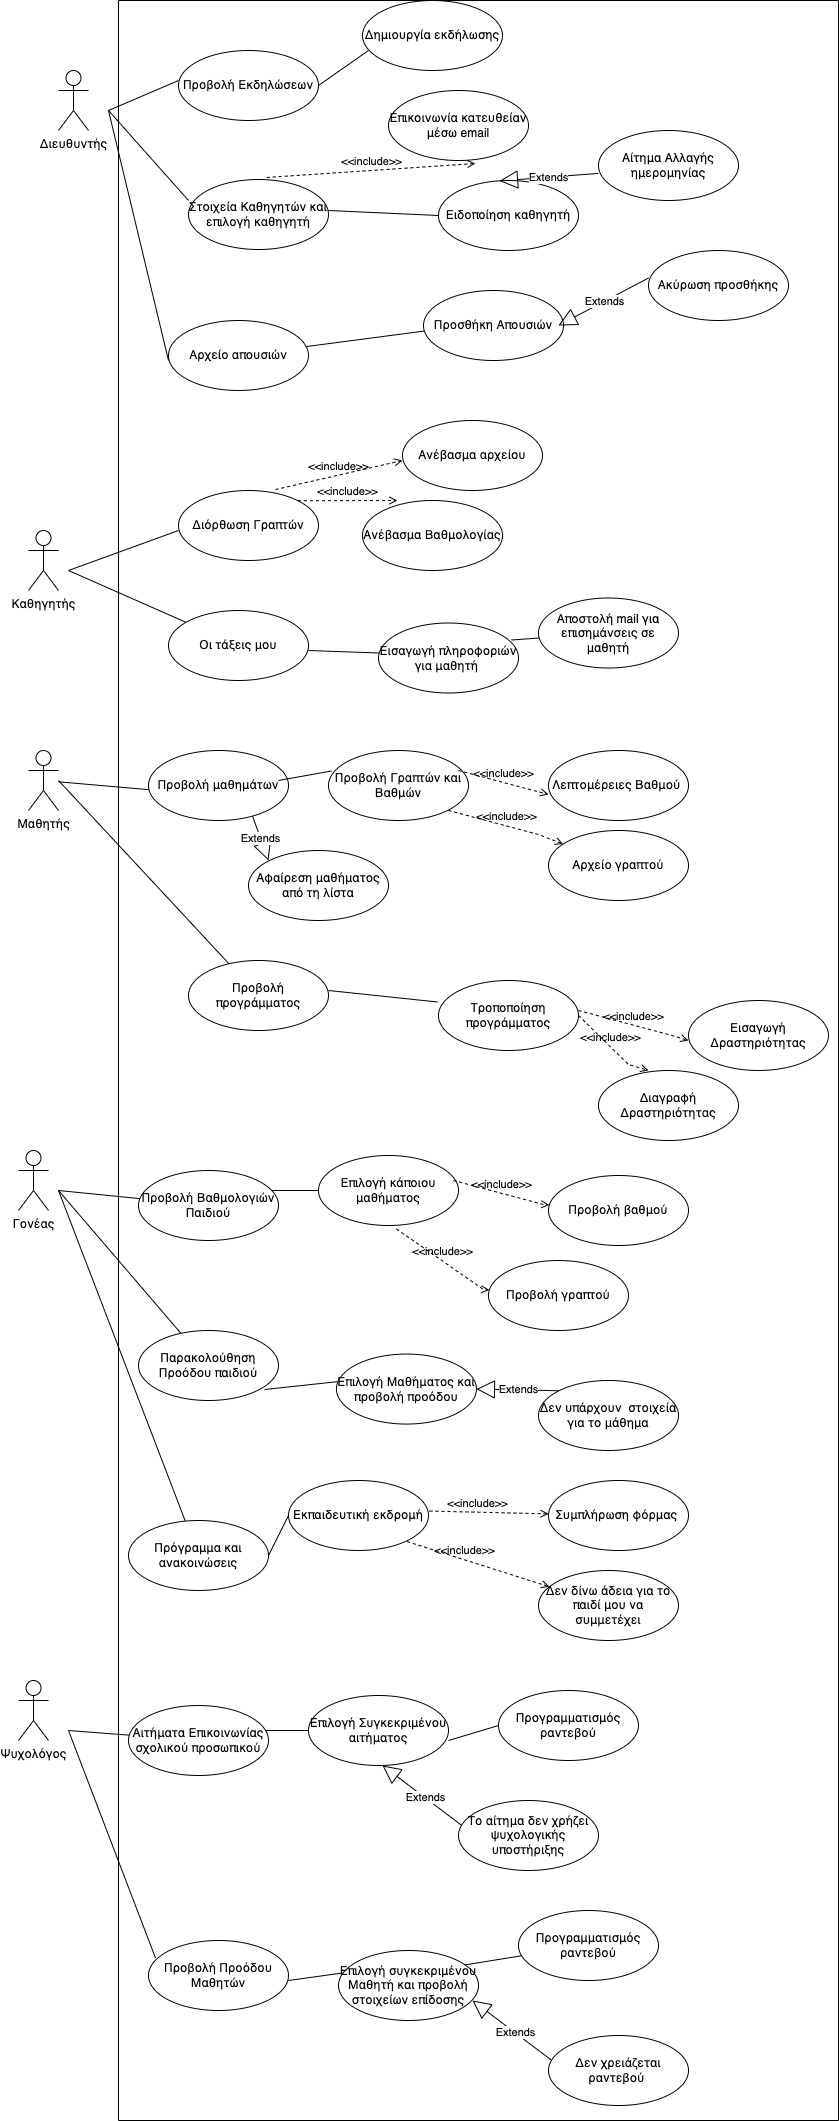 Δημιουργία εκδήλωσης
Προβολή Εκδηλώσεων
Διευθυντής
Επικοινωνία κατευθείαν
μέσω email
<<include>>
Αίτημα Αλλαγής
ημερομηνίας
Extends
Στοιχεία Καθηγητών και
επιλογή καθηγητή
Ειδοποίηση καθηγητή
Ακύρωση προσθήκης
Extends
Προσθήκη Απουσιών
Αρχείο απουσιών
Ανέβασμα αρχείου
<<include>>
<<include>>
Διόρθωση Γραπτών
Ανέβασμα Βαθμολογίας
Καθηγητής
Αποστολή mail για
επισημάνσεις σε
μαθητή
Οι τάξεις μου
Εισαγωγή πληροφοριών
για μαθητή
Μαθητής
Προβολή μαθημάτων
Προβολή Γραπτών και
Βαθμών
<<include>>
Λεπτομέρειες Βαθμού
<<include>>
Extends
Αρχείο γραπτού
Αφαίρεση μαθήματος
από τη λίστα
Προβολή
προγράμματος
Τροποποίηση
προγράμματος
<<include>>
<<include>>
Εισαγωγή
Δραστηριότητας
Διαγραφή
Δραστηριότητας
Γονέας
Προβολή Βαθμολογιών
Παιδιού
Επιλογή κάποιου
μαθήματος
<<include>>
Προβολή βαθμού
<<include>>
Προβολή γραπτού
Παρακολούθηση
Προόδου παιδιού
Επιλογή Μαθήματος και
προβολή προόδου
Extends
Δεν υπάρχουν  στοιχεία
για το μάθημα
Πρόγραμμα και
ανακοινώσεις
Εκπαιδευτική εκδρομή
<<include>>
Συμπλήρωση φόρμας
<<include>>
Δεν δίνω άδεια για το
παιδί μου να
συμμετέχει
Ψυχολόγος
Αιτήματα Επικοινωνίας
σχολικού προσωπικού
Επιλογή Συγκεκριμένου
αιτήματος
Προγραμματισμός
ραντεβού
Extends
Το αίτημα δεν χρήζει
ψυχολογικής
υποστήριξης
Προβολή Προόδου
Μαθητών
Επιλογή συγκεκριμένου
Μαθητή και προβολή
στοιχείων επίδοσης
Προγραμματισμός
ραντεβού
Extends
Δεν χρειάζεται
ραντεβού